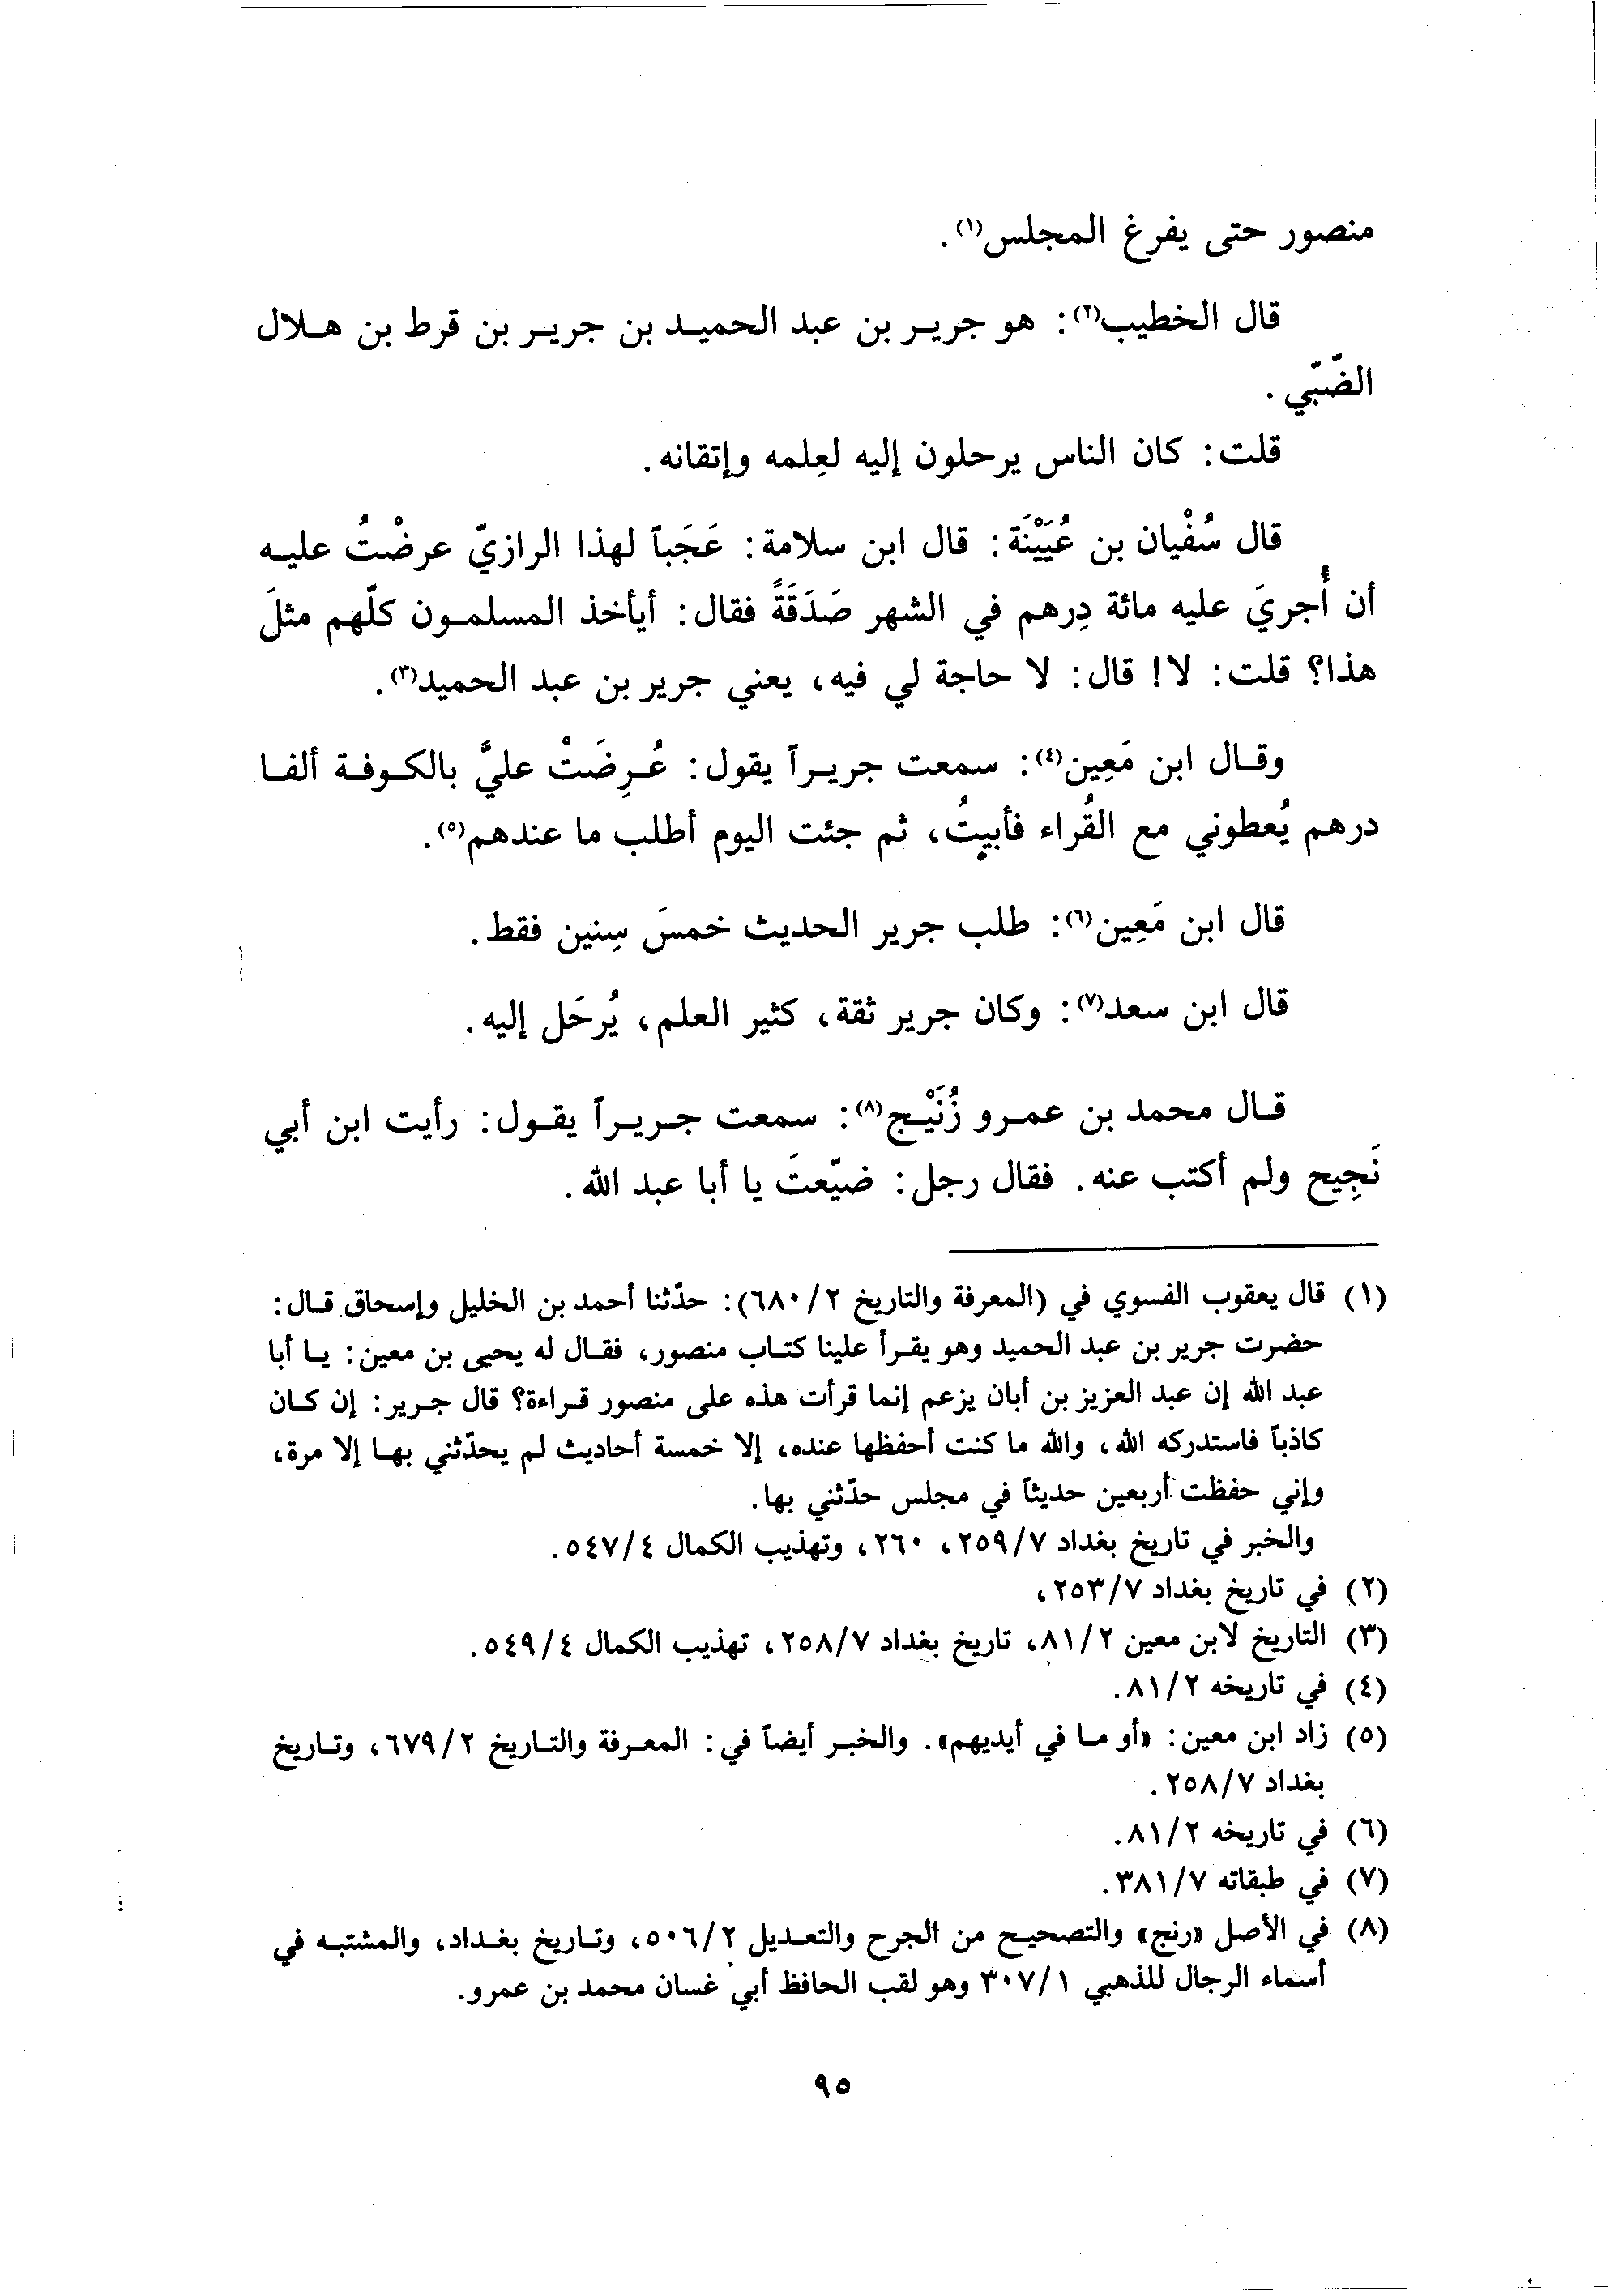 منصور حتى يفرغ المجلس(١).
قال الخطيب(٢): هو جرير بن عبد الحميد بن جرير بن قرط بن هلال
الضّبّي.
قلت: كان الناس يرحلون إليه لعِلمه وإتقانه.
قال سُفْيان بن عُيَيْنَة: قال ابن سلامة: عَجَباً لهذا الرازيّ عرضْتُ عليه
أن أُجريَ عليه مائة دِرهم في الشهر صَدَقَةً فقال: أيأخذ المسلمون كلّهم مثلَ
هذا؟ قلت: لا! قال: لا حاجة لي فيه، يعني جرير بن عبد الحميد(٣).
وقال ابن مَعِين(٤): سمعت جريراً يقول: عُرِضَتْ عليَّ بالكوفة ألفا
درهم يُعطوني مع القُراء فأبيتُ، ثم جئت اليوم أطلب ما عندهم(٥).
قال ابن مَعِين(٦): طلب جرير الحديث خمسَ سِنين فقط.
قال ابن سعد(٧): وكان جرير ثقة، كثير العلم، يُرحَل إليه.
قال محمد بن عمرو زُنَيْج(٨): سمعت جريراً يقول: رأيت ابن أبي
نَجِيح ولم أكتب عنه. فقال رجل: ضيّعتَ يا أبا عبد الله.
(١) قال يعقوب الفسوي في (المعرفة والتاريخ ٦٨٠/٢): حدّثنا أحمد بن الخليل وإسحاق قال:
حضرت جرير بن عبد الحميد وهو يقرأ علينا كتاب منصور، فقال له يحيى بن معين: يا أبا
عبد الله إن عبد العزيز بن أبان يزعم إنما قرأت هذه على منصور قراءة؟ قال جرير: إن كان
كاذباً فاستدركه الله، والله ما كنت أحفظها عنده، إلا خمسة أحاديث لم يحدّثني بها إلا مرة،
وإني حفظت أربعين حديثاً في مجلس حدّثني بها.
والخبر في تاريخ بغداد ٢٥٩/٧، ٢٦٠، وتهذيب الكمال ٥٤٧/٤.
(٢) في تاريخ بغداد ٢٥٣/٧،
(٣) التاريخ لابن معين ٨١/٢، تاريخ بغداد ٢٥٨/٧، تهذيب الكمال ٥٤٩/٤.
(٤) في تاريخه ٨١/٢.
(٥) زاد ابن معين: «أو ما في أيديهم». والخبر أيضاً في: المعرفة والتاريخ ٦٧٩/٢، وتاريخ
بغداد ٢٥٨/٧.
(٦) في تاريخه ٨١/٢.
(٧) في طبقاته ٣٨١/٧.
(٨) في الأصل «رنج» والتصحيح من الجرح والتعديل ٥٠٦/٢، وتاريخ بغداد، والمشتبه في
أسماء الرجال للذهبي ٣٠٧/١ وهو لقب الحافظ أبي غسان محمد بن عمرو.
٩٥